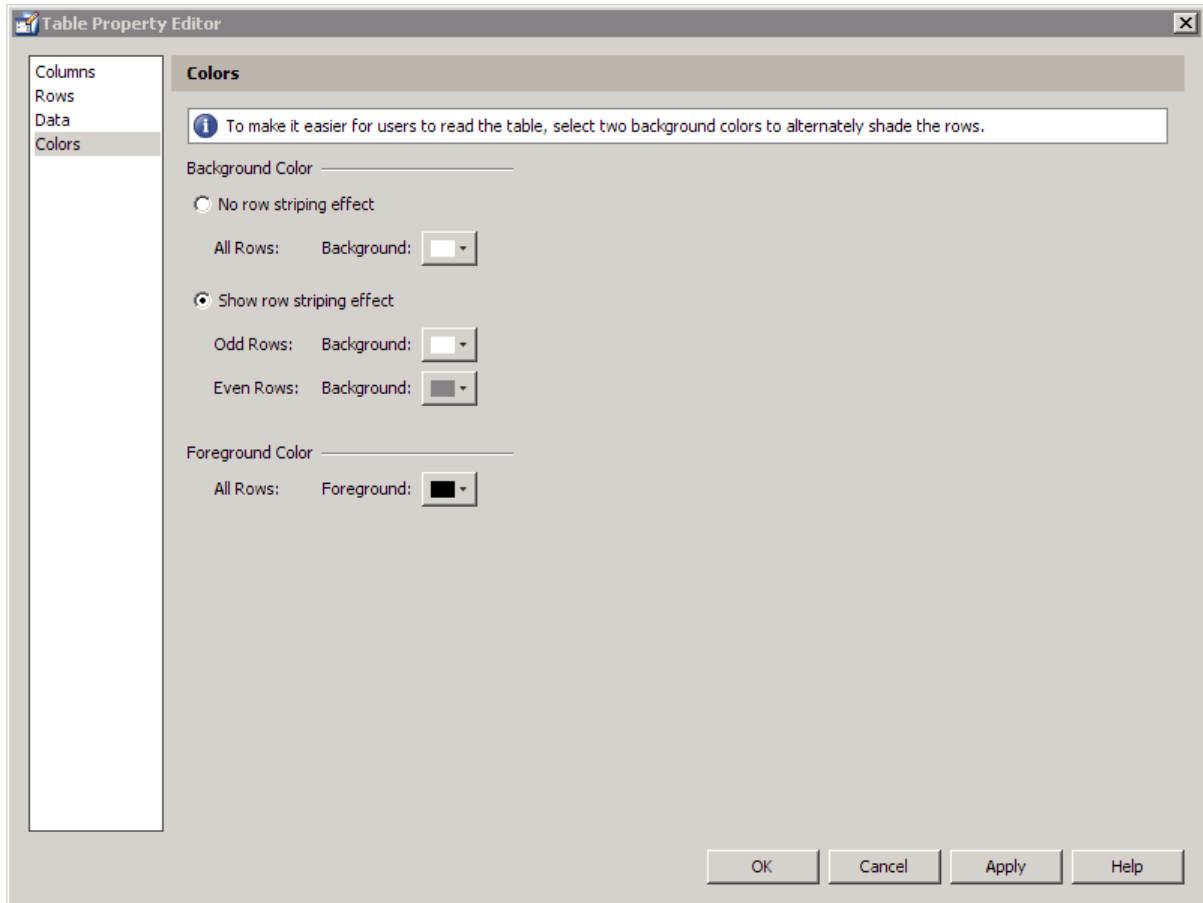 Table Property Editor
Columns
Rows
Data
Colors
Colors
To make it easier for users to read the table, select two background colors to alternately shade the rows.
Background Color
No row striping effect
All Rows: Background:
Show row striping effect
Odd Rows: Background:
Even Rows: Background:
Foreground Color
All Rows: Foreground:
OK Cancel Apply Help